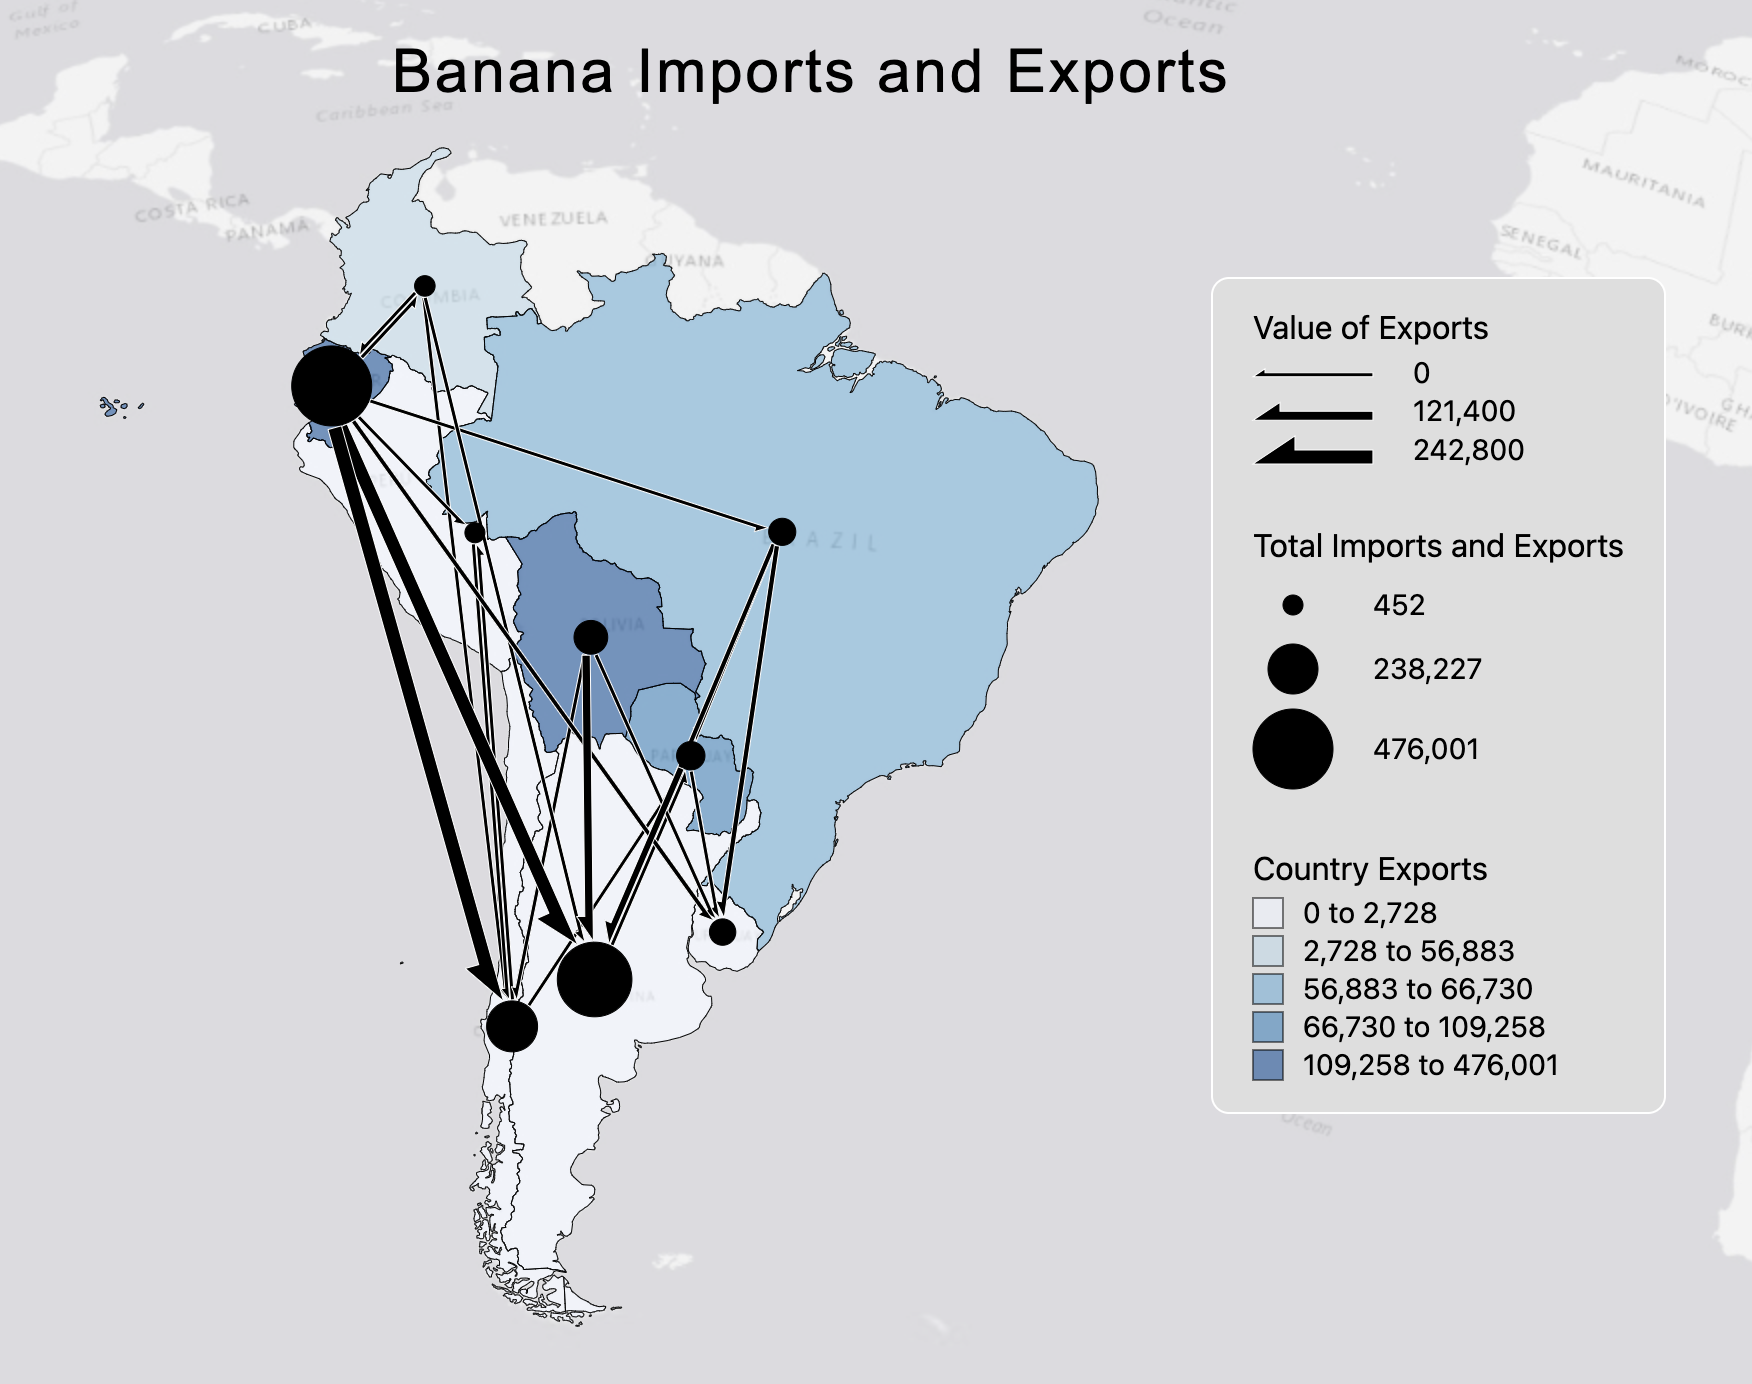 Gulf of
Mexico
CUBA
Atlantic
Ocean
Banana Imports and Exports
MOROC
Caribbean Sea
COSTA RICA
PANAMA
VENEZUELA
GUYANA
MAURITANIA
SENEGAL
BURK
GHA
D'IVOIRE
COLOMBIA
BRAZIL
BOLIVIA
PARAGUAY
Ocean
Value of Exports
0
121,400
242,800
Total Imports and Exports
452
238,227
476,001
Country Exports
0 to 2,728
2,728 to 56,883
56,883 to 66,730
66,730 to 109,258
109,258 to 476,001